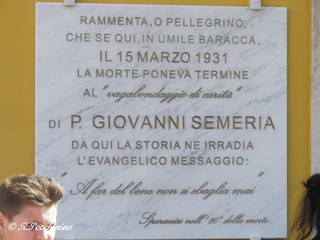 RAMMENTA, O PELLEGRINO,
CHE SE QUI, IN UMILE BARACCA,
IL 15 MARZO 1931
LA MORTE PONEVA TERMINE
AL "vagabondaggio di carità"
DI P. GIOVANNI SEMERIA
DA QUI LA STORIA NE IRRADIA
L'EVANGELICO MESSAGGIO:
"A far del bene non si sbaglia mai"
Sparanise nell' 80° della morte